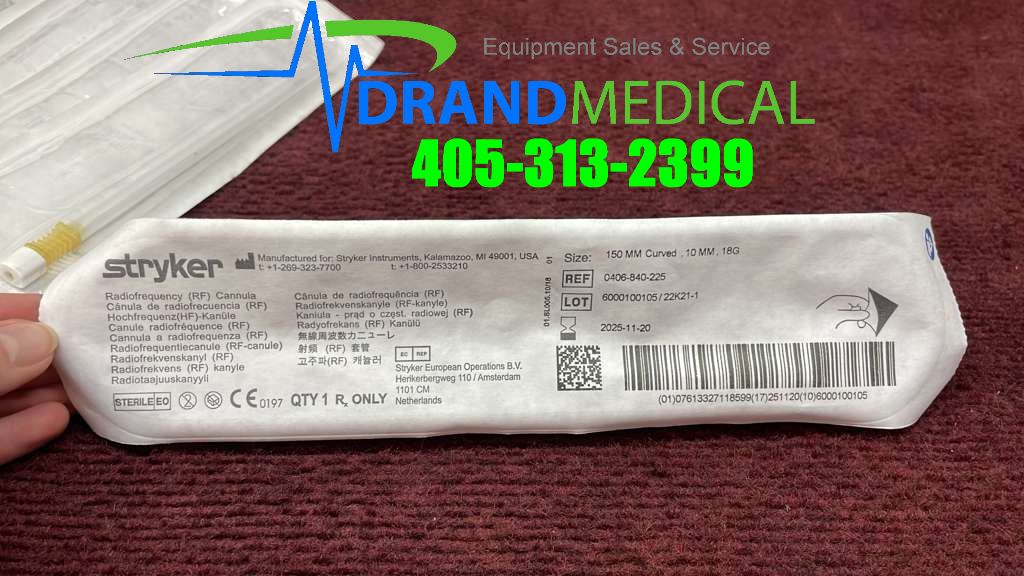 Equipment Sales & Service
DRANDMEDICAL
405-313-2399
stryker
Manufactured for: Stryker Instruments, Kalamazoo, MI 49001, USA
t: +1-269-323-7700 t: +1-800-2533210
Radiofrequency (RF) Cannula
Cánula de radiofrecuencia (RF)
Hochfrequenz(HF)-Kanüle
Canule radiofréquence (RF)
Cannula a radiofrequenza (RF)
Radiofrequentiecanule (RF-canule)
Radiofrekvenskanyl (RF)
Radiofrekvens (RF) kanyle
Radiotaajuuskanyyli
Cânula de radiofrequência (RF)
Radiofrekvenskanyle (RF-kanyle)
Kaniula - prąd o częst. radiowej (RF)
Radyofrekans (RF) Kanülü
無線周波数カニューレ
射频 (RF) 套管
고주파(RF) 캐뉼러
EC REP
Stryker European Operations B.V.
Herikerbergweg 110 / Amsterdam
1101 CM
Netherlands
STERILE EO
2
CE 0197
QTY 1 Rx ONLY
01.BL005.10/18 01
Size: 150 MM Curved , 10 MM , 18G
REF 0406-840-225
LOT 6000100105 / 22K21-1
2025-11-20
(01)07613327118599(17)251120(10)6000100105